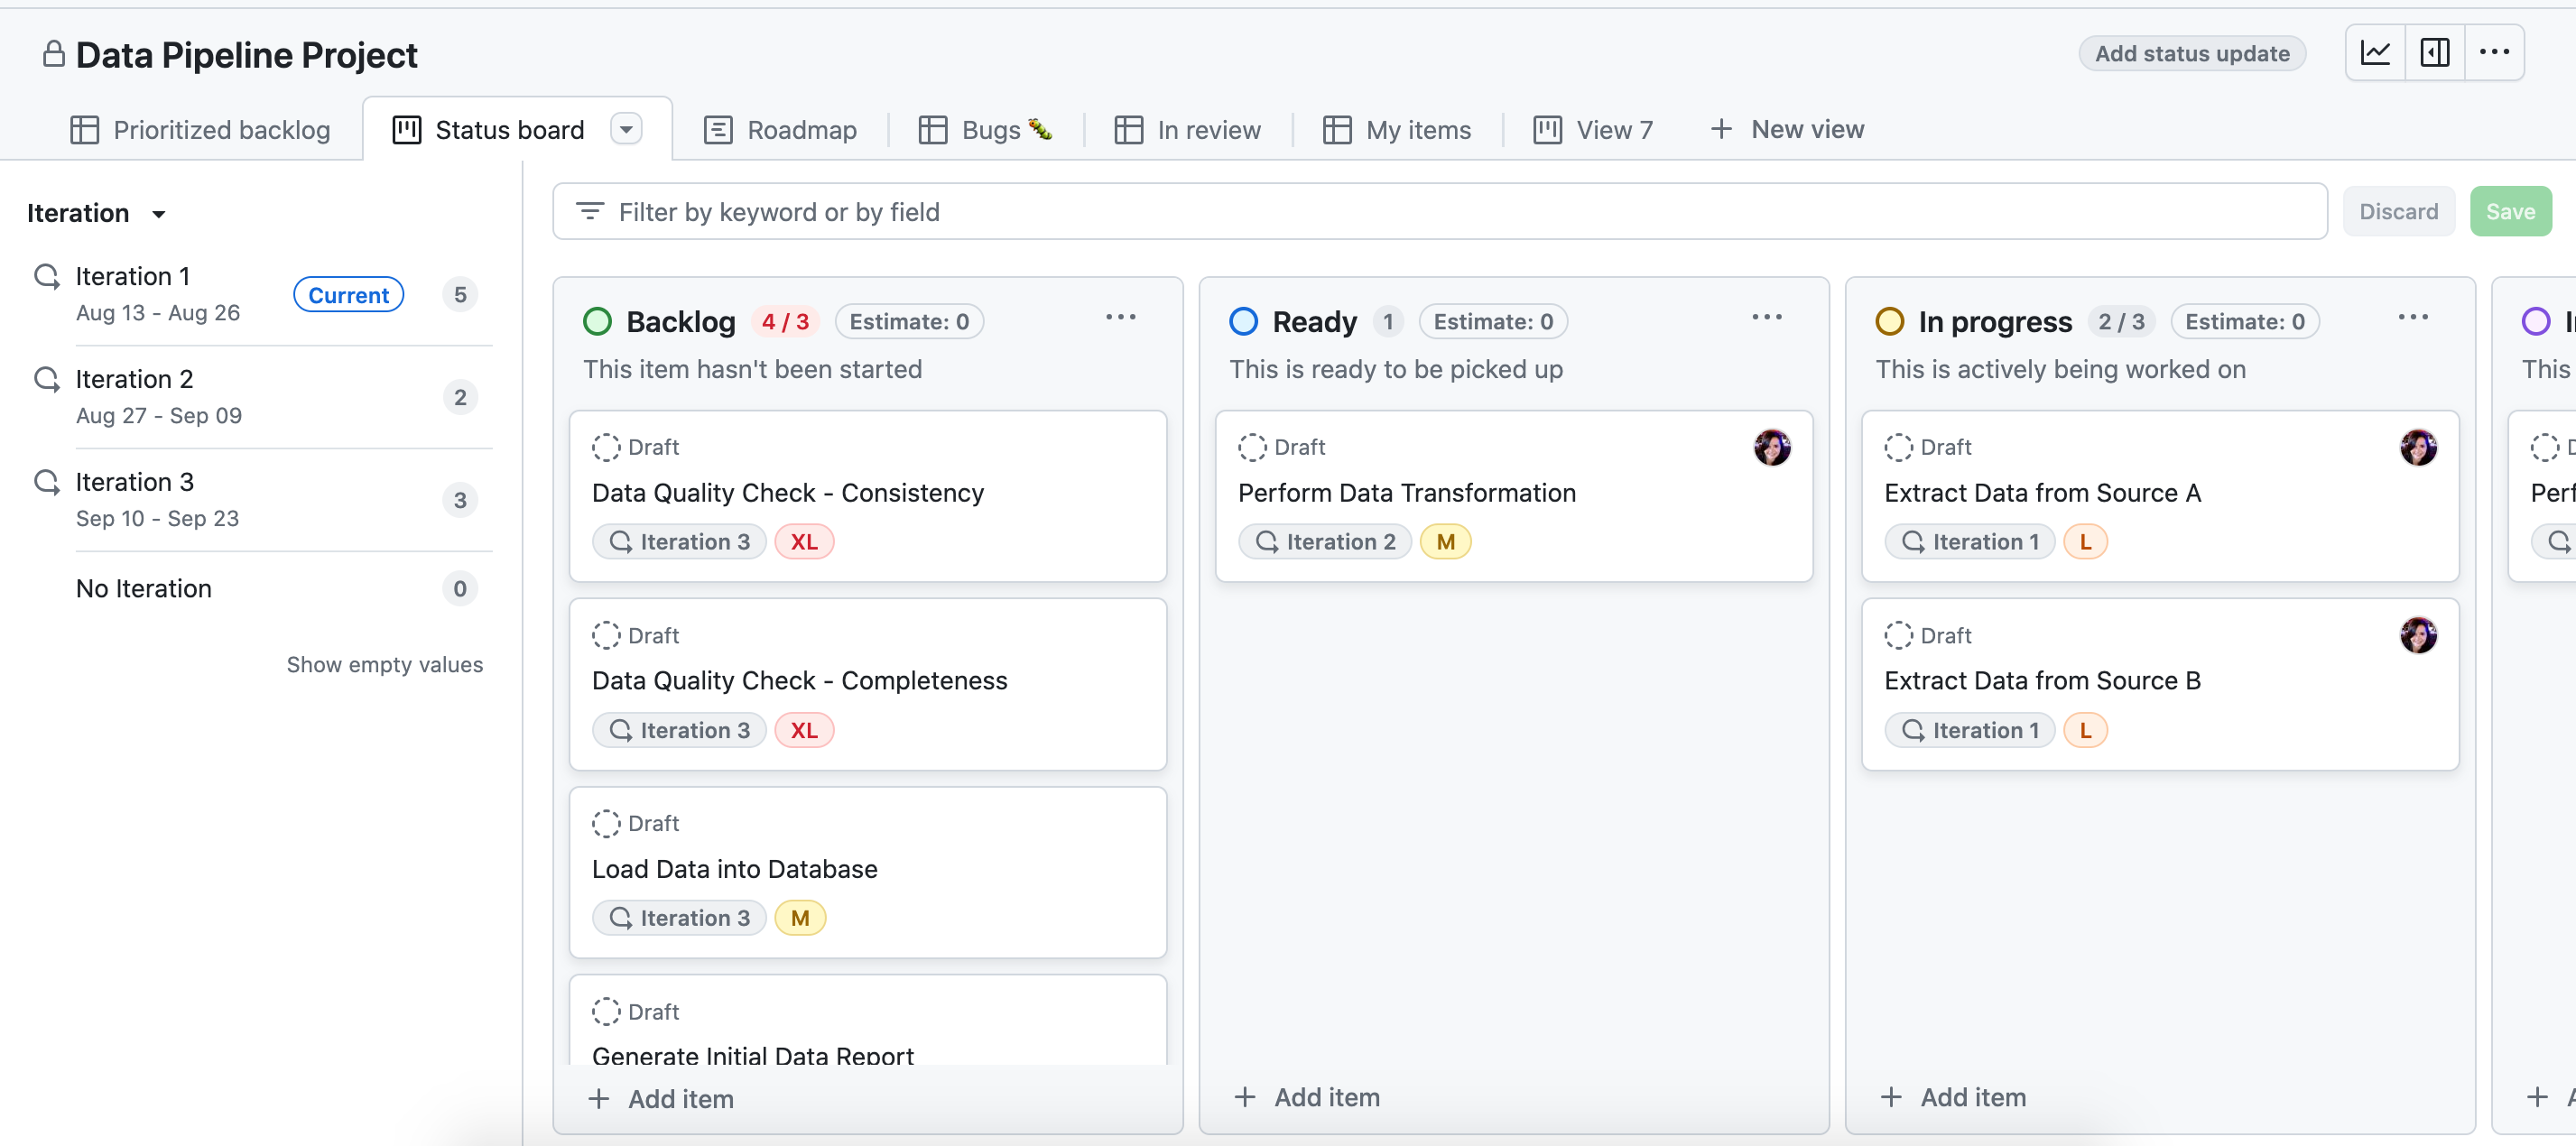 Data Pipeline Project
Add status update
Prioritized backlog
Status board
Roadmap
Bugs 🐛
In review
My items
View 7
New view
Iteration
Iteration 1
Aug 13 - Aug 26
Current
5
Iteration 2
Aug 27 - Sep 09
2
Iteration 3
Sep 10 - Sep 23
3
No Iteration
0
Show empty values
Filter by keyword or by field
Discard
Save
Backlog 4 / 3 Estimate: 0
This item hasn't been started
Draft
Data Quality Check - Consistency
Iteration 3 XL
Draft
Data Quality Check - Completeness
Iteration 3 XL
Draft
Load Data into Database
Iteration 3 M
Draft
Generate Initial Data Report
+ Add item
Ready 1 Estimate: 0
This is ready to be picked up
Draft
Perform Data Transformation
Iteration 2 M
+ Add item
In progress 2 / 3 Estimate: 0
This is actively being worked on
Draft
Extract Data from Source A
Iteration 1 L
Draft
Extract Data from Source B
Iteration 1 L
+ Add item
This
Perf